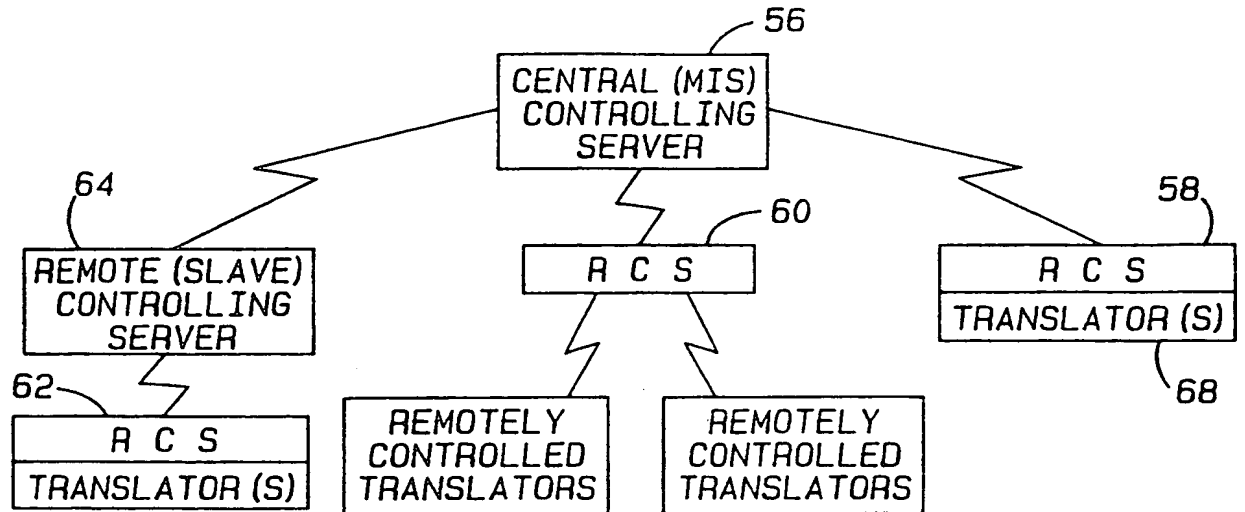 56
CENTRAL (MIS)
CONTROLLING
SERVER
64
REMOTE (SLAVE)
CONTROLLING
SERVER
60
R C S
58
R C S
TRANSLATOR (S)
68
62
R C S
TRANSLATOR (S)
REMOTELY
CONTROLLED
TRANSLATORS
REMOTELY
CONTROLLED
TRANSLATORS